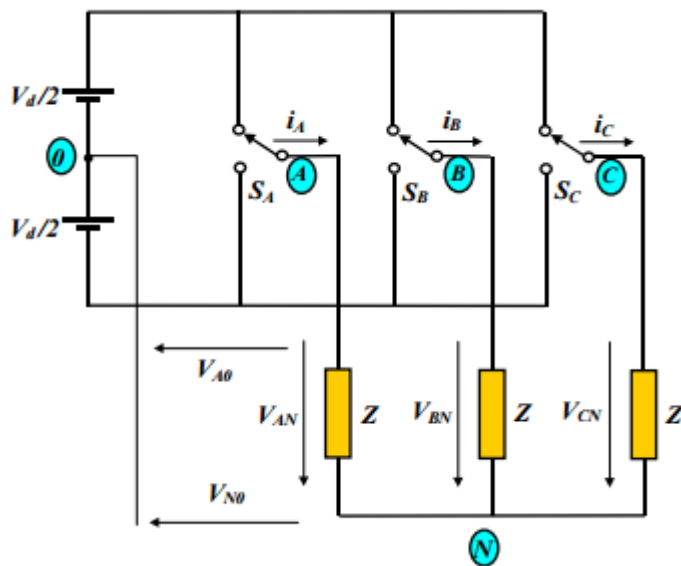 V_d/2
0
V_d/2
i_A
i_B
i_C
A
B
C
S_A
S_B
S_C
V_A0
V_AN
Z
V_BN
Z
V_CN
Z
V_N0
N